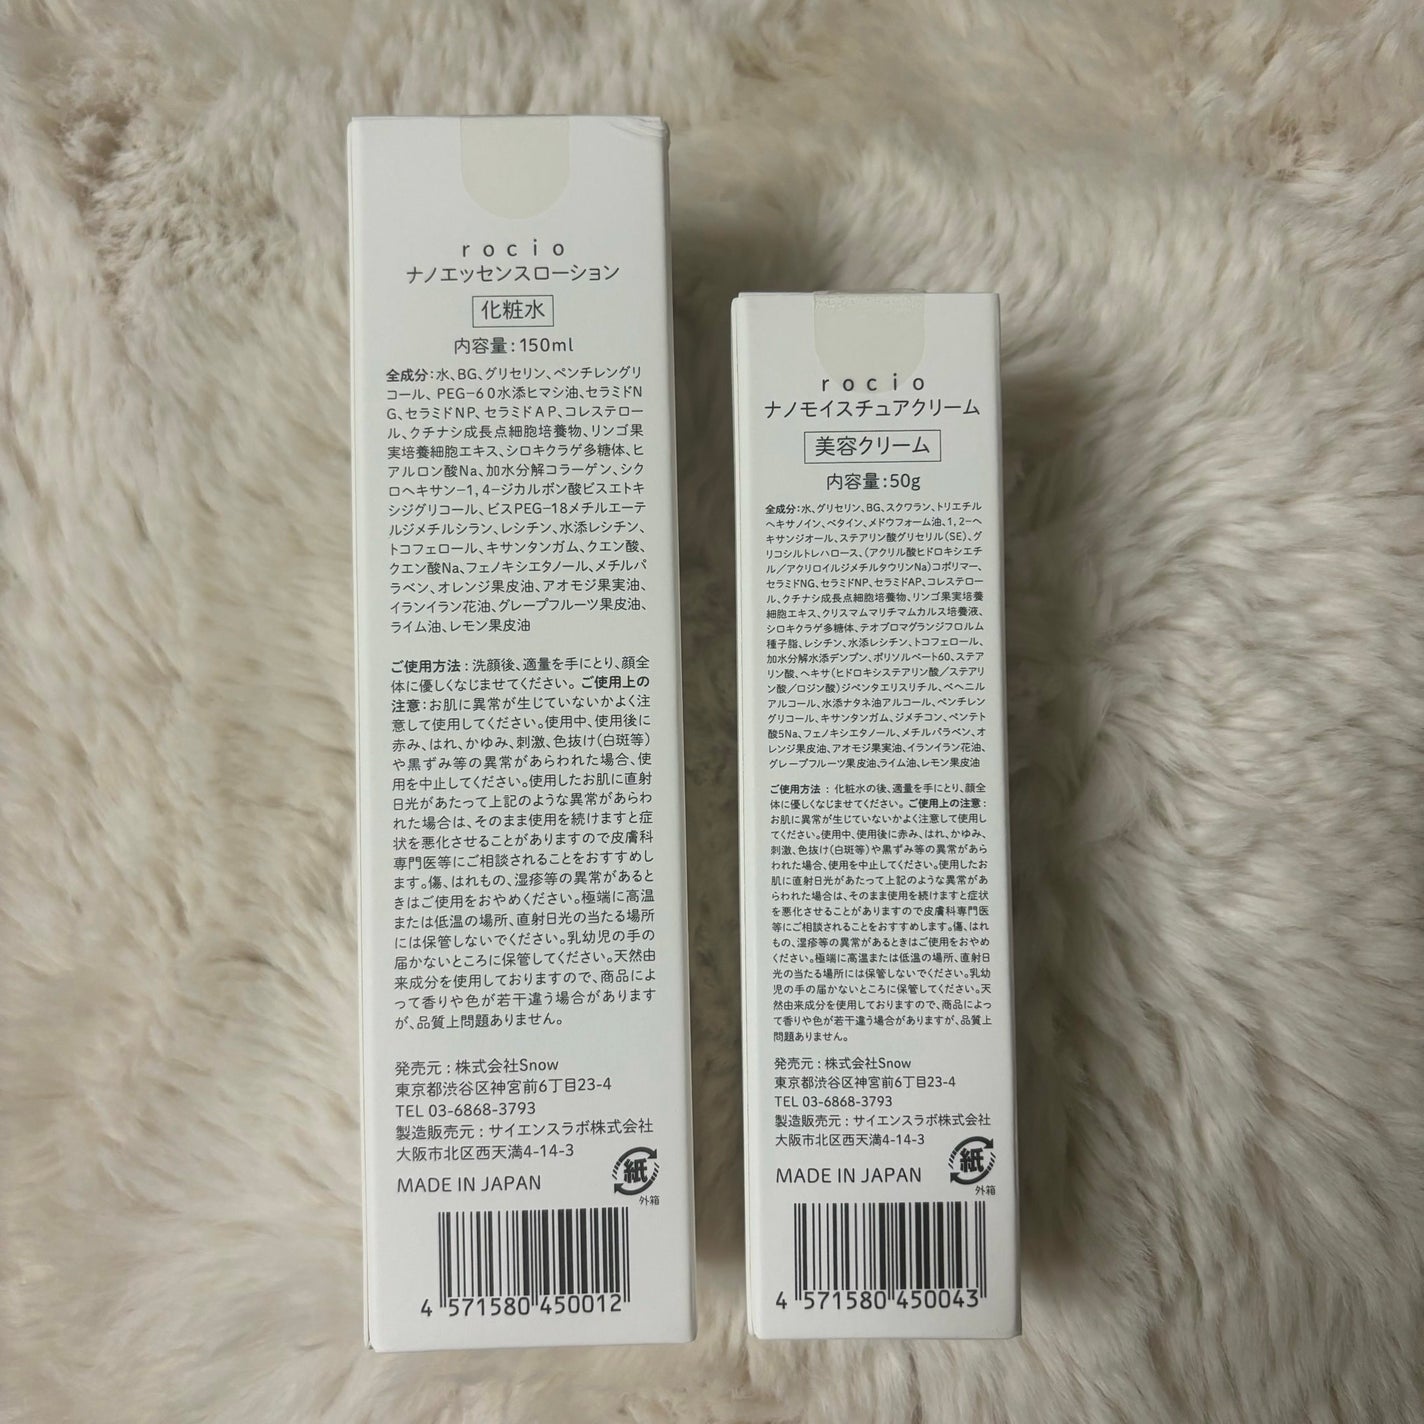 rocio
ナノエッセンスローション
化粧水
内容量:150ml
全成分:水、BG、グリセリン、ペンチレングリ
コール、PEG-60水添ヒマシ油、セラミドN
G、セラミドNP、セラミドAP、コレステロー
ル、クチナシ成長点細胞培養物、リンゴ果
実培養細胞エキス、シロキクラゲ多糖体、ヒ
アルロン酸Na、加水分解コラーゲン、シク
ロヘキサン-1,4-ジカルボン酸ビスエトキ
シジグリコール、ビスPEG-18メチルエーテ
ルジメチルシラン、レシチン、水添レシチン、
トコフェロール、キサンタンガム、クエン酸、
クエン酸Na、フェノキシエタノール、メチルパ
ラベン、オレンジ果皮油、アオモジ果実油、
イランイラン花油、グレープフルーツ果皮油、
ライム油、レモン果皮油
ご使用方法:洗顔後、適量を手にとり、顔全
体に優しくなじませてください。ご使用上の
注意:お肌に異常が生じていないかよく注
意して使用してください。使用中、使用後に
赤み、はれ、かゆみ、刺激、色抜け(白斑等)
や黒ずみ等の異常があらわれた場合、使
用を中止してください。使用したお肌に直射
日光があたって上記のような異常があらわ
れた場合は、そのまま使用を続けますと症
状を悪化させることがありますので皮膚科
専門医等にご相談されることをおすすめし
ます。傷、はれもの、湿疹等の異常があると
きはご使用をおやめください。極端に高温
または低温の場所、直射日光の当たる場所
には保管しないでください。乳幼児の手の
届かないところに保管してください。天然由
来成分を使用しておりますので、商品によ
って香りや色が若干違う場合があります
が、品質上問題ありません。
発売元:株式会社Snow
東京都渋谷区神宮前6丁目23-4
TEL 03-6868-3793
製造販売元:サイエンスラボ株式会社
大阪市北区西天満4-14-3
MADE IN JAPAN
紙
外箱
4 571580 450012
rocio
ナノモイスチュアクリーム
美容クリーム
内容量:50g
全成分:水、グリセリン、BG、スクワラン、トリエチル
ヘキサノイン、ベタイン、メドウフォーム油、1,2-ヘ
キサンジオール、ステアリン酸グリセリル(SE)、グ
リコシルトレハロース、(アクリル酸ヒドロキシエチ
ル/アクリロイルジメチルタウリンNa)コポリマー、
セラミドNG、セラミドNP、セラミドAP、コレステロー
ル、クチナシ成長点細胞培養物、リンゴ果実培養
細胞エキス、クリスマムマリチマムカルス培養液、
シロキクラゲ多糖体、テオブロマグランジフロルム
種子脂、レシチン、水添レシチン、トコフェロール、
加水分解水添デンプン、ポリソルベート60、ステア
リン酸、ヘキサ(ヒドロキシステアリン酸/ステアリ
ン酸/ロジン酸)ジペンタエリスリチル、ベヘニル
アルコール、水添ナタネ油アルコール、ペンチレン
グリコール、キサンタンガム、ジメチコン、ペンテト
酸5Na、フェノキシエタノール、メチルパラベン、オ
レンジ果皮油、アオモジ果実油、イランイラン花油、
グレープフルーツ果皮油、ライム油、レモン果皮油
ご使用方法:化粧水の後、適量を手にとり、顔全
体に優しくなじませてください。ご使用上の注意:
お肌に異常が生じていないかよく注意して使用し
てください。使用中、使用後に赤み、はれ、かゆみ、
刺激、色抜け(白斑等)や黒ずみ等の異常があら
われた場合、使用を中止してください。使用したお
肌に直射日光があたって上記のような異常があ
らわれた場合は、そのまま使用を続けますと症状
を悪化させることがありますので皮膚科専門医
等にご相談されることをおすすめします。傷、はれ
もの、湿疹等の異常があるときはご使用をおやめ
ください。極端に高温または低温の場所、直射日
光の当たる場所には保管しないでください。乳幼
児の手の届かないところに保管してください。天
然由来成分を使用しておりますので、商品によっ
て香りや色が若干違う場合がありますが、品質上
問題ありません。
発売元:株式会社Snow
東京都渋谷区神宮前6丁目23-4
TEL 03-6868-3793
製造販売元:サイエンスラボ株式会社
大阪市北区西天満4-14-3
MADE IN JAPAN
紙
外箱
4 571580 450043